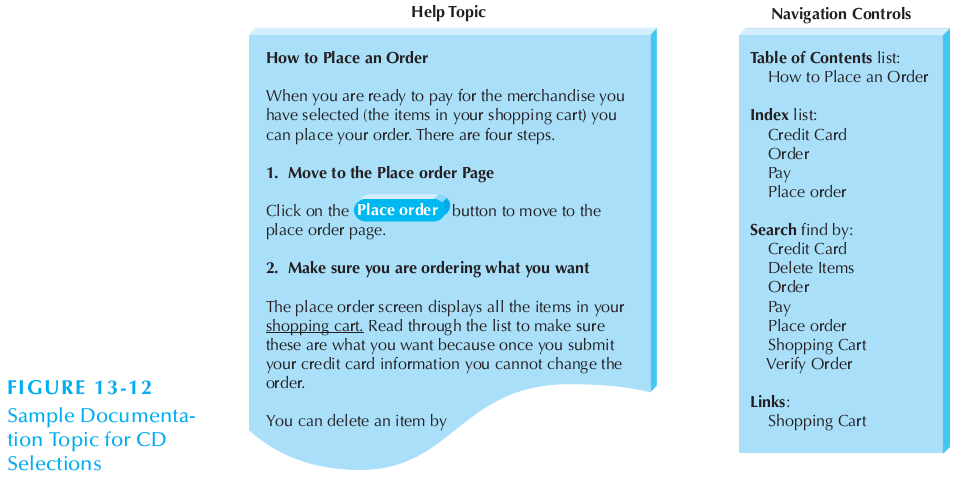 Help Topic
How to Place an Order
When you are ready to pay for the merchandise you
have selected (the items in your shopping cart) you
can place your order. There are four steps.
1. Move to the Place order Page
Click on the Place order button to move to the
place order page.
2. Make sure you are ordering what you want
The place order screen displays all the items in your
shopping cart. Read through the list to make sure
these are what you want because once you submit
your credit card information you cannot change the
order.
You can delete an item by
Navigation Controls
Table of Contents list:
How to Place an Order
Index list:
Credit Card
Order
Pay
Place order
Search find by:
Credit Card
Delete Items
Order
Pay
Place order
Shopping Cart
Verify Order
Links:
Shopping Cart
FIGURE 13-12
Sample Documenta-
tion Topic for CD
Selections